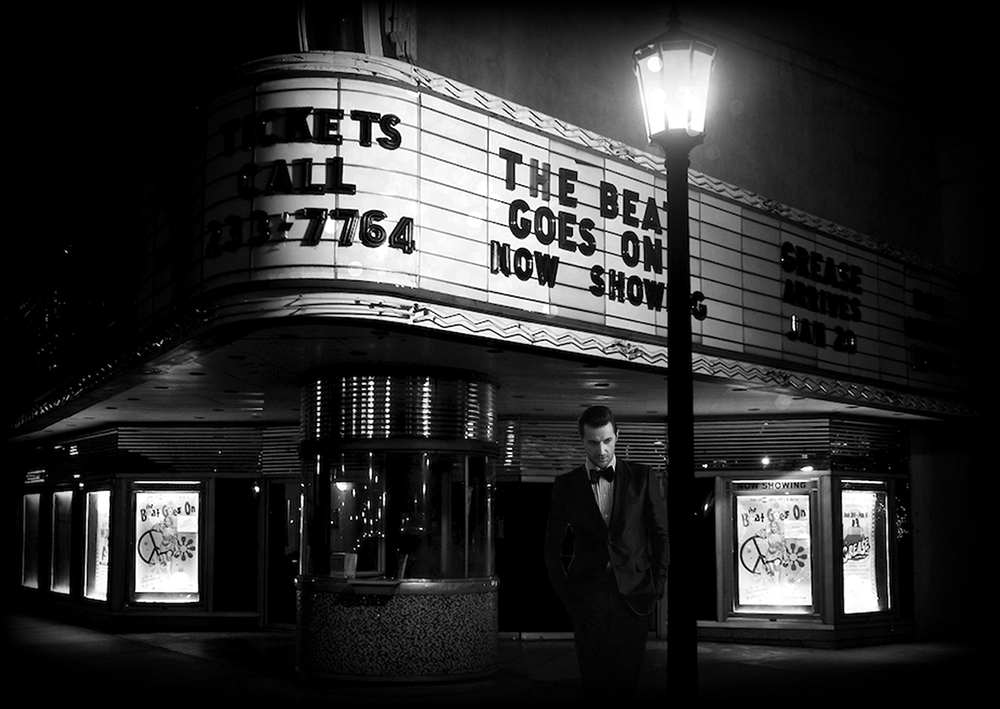 TICKETS
CALL
233-7764
THE BEAT
GOES ON
NOW SHOWING
GREASE
ARRIVES
JAN 20
the
Beat Goes On
NOW SHOWING
the
Beat Goes On
GREASE